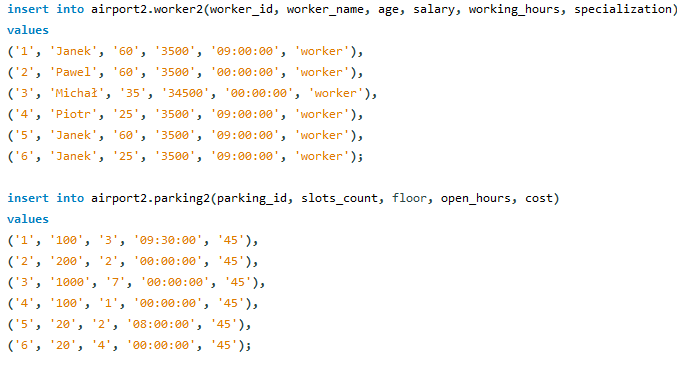 insert into airport2.worker2(worker_id, worker_name, age, salary, working_hours, specialization)
values
('1', 'Janek', '60', '3500', '09:00:00', 'worker'),
('2', 'Pawel', '60', '3500', '00:00:00', 'worker'),
('3', 'Michał', '35', '34500', '00:00:00', 'worker'),
('4', 'Piotr', '25', '3500', '09:00:00', 'worker'),
('5', 'Janek', '60', '3500', '09:00:00', 'worker'),
('6', 'Janek', '25', '3500', '09:00:00', 'worker');
insert into airport2.parking2(parking_id, slots_count, floor, open_hours, cost)
values
('1', '100', '3', '09:30:00', '45'),
('2', '200', '2', '00:00:00', '45'),
('3', '1000', '7', '00:00:00', '45'),
('4', '100', '1', '00:00:00', '45'),
('5', '20', '2', '08:00:00', '45'),
('6', '20', '4', '00:00:00', '45');